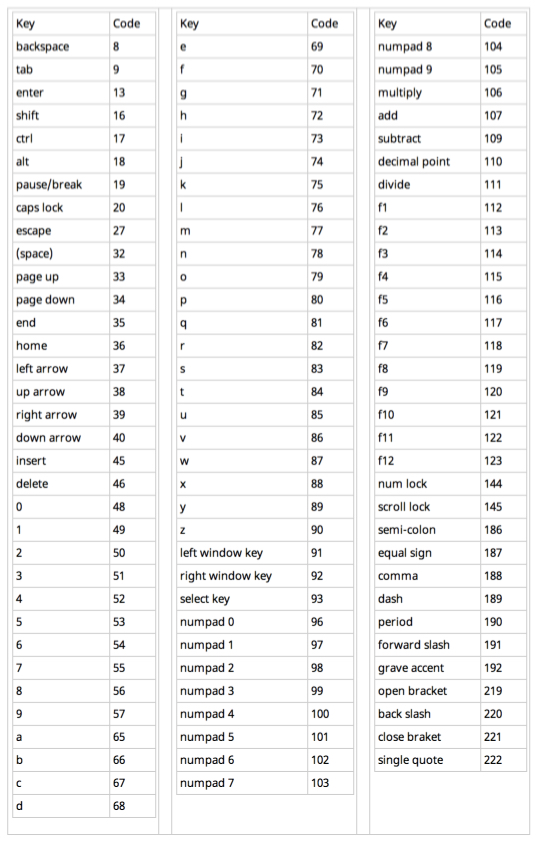 Key Code
backspace 8
tab 9
enter 13
shift 16
ctrl 17
alt 18
pause/break 19
caps lock 20
escape 27
(space) 32
page up 33
page down 34
end 35
home 36
left arrow 37
up arrow 38
right arrow 39
down arrow 40
insert 45
delete 46
0 48
1 49
2 50
3 51
4 52
5 53
6 54
7 55
8 56
9 57
a 65
b 66
c 67
d 68
Key Code
e 69
f 70
g 71
h 72
i 73
j 74
k 75
l 76
m 77
n 78
o 79
p 80
q 81
r 82
s 83
t 84
u 85
v 86
w 87
x 88
y 89
z 90
left window key 91
right window key 92
select key 93
numpad 0 96
numpad 1 97
numpad 2 98
numpad 3 99
numpad 4 100
numpad 5 101
numpad 6 102
numpad 7 103
Key Code
numpad 8 104
numpad 9 105
multiply 106
add 107
subtract 109
decimal point 110
divide 111
f1 112
f2 113
f3 114
f4 115
f5 116
f6 117
f7 118
f8 119
f9 120
f10 121
f11 122
f12 123
num lock 144
scroll lock 145
semi-colon 186
equal sign 187
comma 188
dash 189
period 190
forward slash 191
grave accent 192
open bracket 219
back slash 220
close braket 221
single quote 222